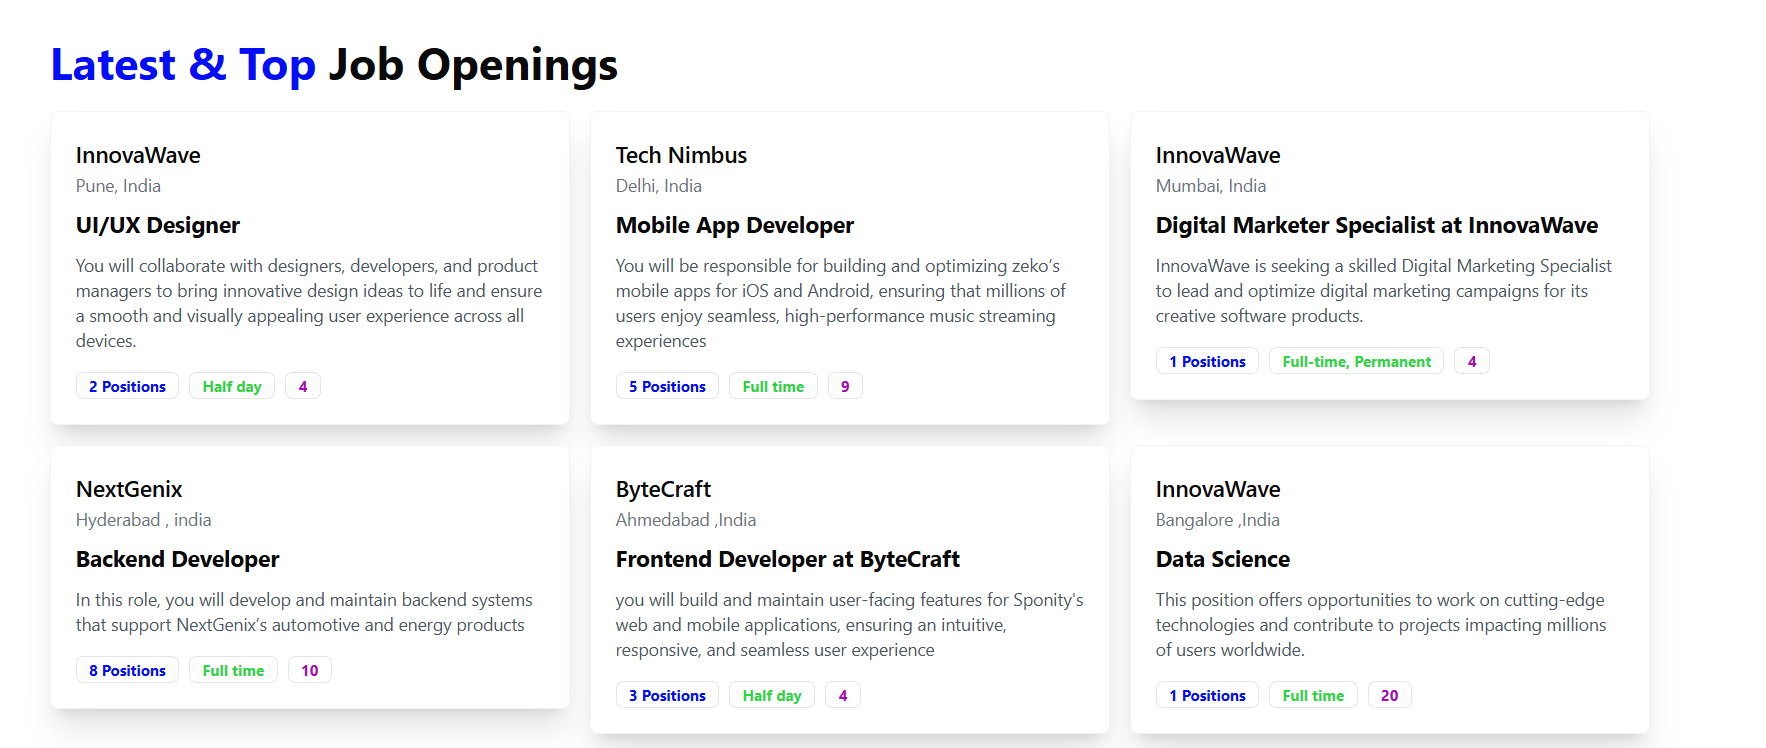 Latest & Top Job Openings
InnovaWave
Pune, India
UI/UX Designer
You will collaborate with designers, developers, and product
managers to bring innovative design ideas to life and ensure
a smooth and visually appealing user experience across all
devices.
2 Positions
Half day
4
Tech Nimbus
Delhi, India
Mobile App Developer
You will be responsible for building and optimizing zeko’s
mobile apps for iOS and Android, ensuring that millions of
users enjoy seamless, high-performance music streaming
experiences
5 Positions
Full time
9
InnovaWave
Mumbai, India
Digital Marketer Specialist at InnovaWave
InnovaWave is seeking a skilled Digital Marketing Specialist
to lead and optimize digital marketing campaigns for its
creative software products.
1 Positions
Full-time, Permanent
4
NextGenix
Hyderabad , india
Backend Developer
In this role, you will develop and maintain backend systems
that support NextGenix’s automotive and energy products
8 Positions
Full time
10
ByteCraft
Ahmedabad ,India
Frontend Developer at ByteCraft
you will build and maintain user-facing features for Sponity's
web and mobile applications, ensuring an intuitive,
responsive, and seamless user experience
3 Positions
Half day
4
InnovaWave
Bangalore ,India
Data Science
This position offers opportunities to work on cutting-edge
technologies and contribute to projects impacting millions
of users worldwide.
1 Positions
Full time
20